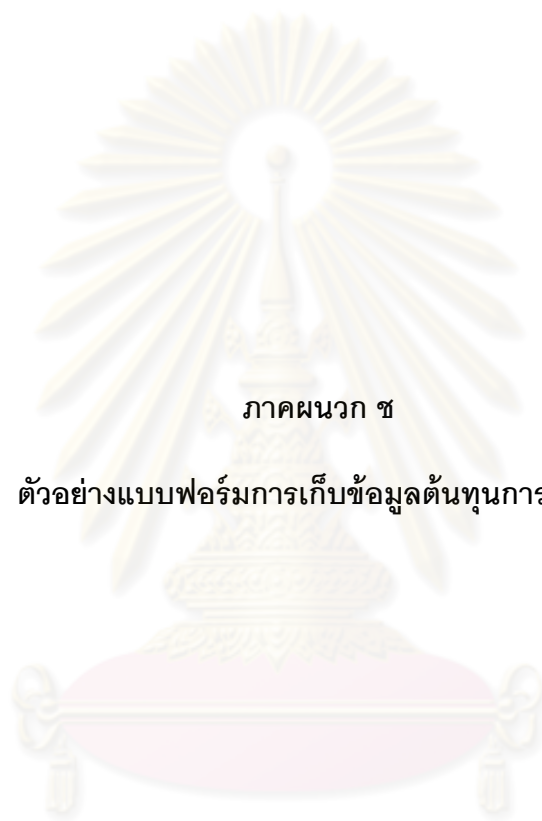 ภาคผนวก ช
ตัวอย่างแบบฟอร์มการเก็บข้อมูลต้นทุนการ